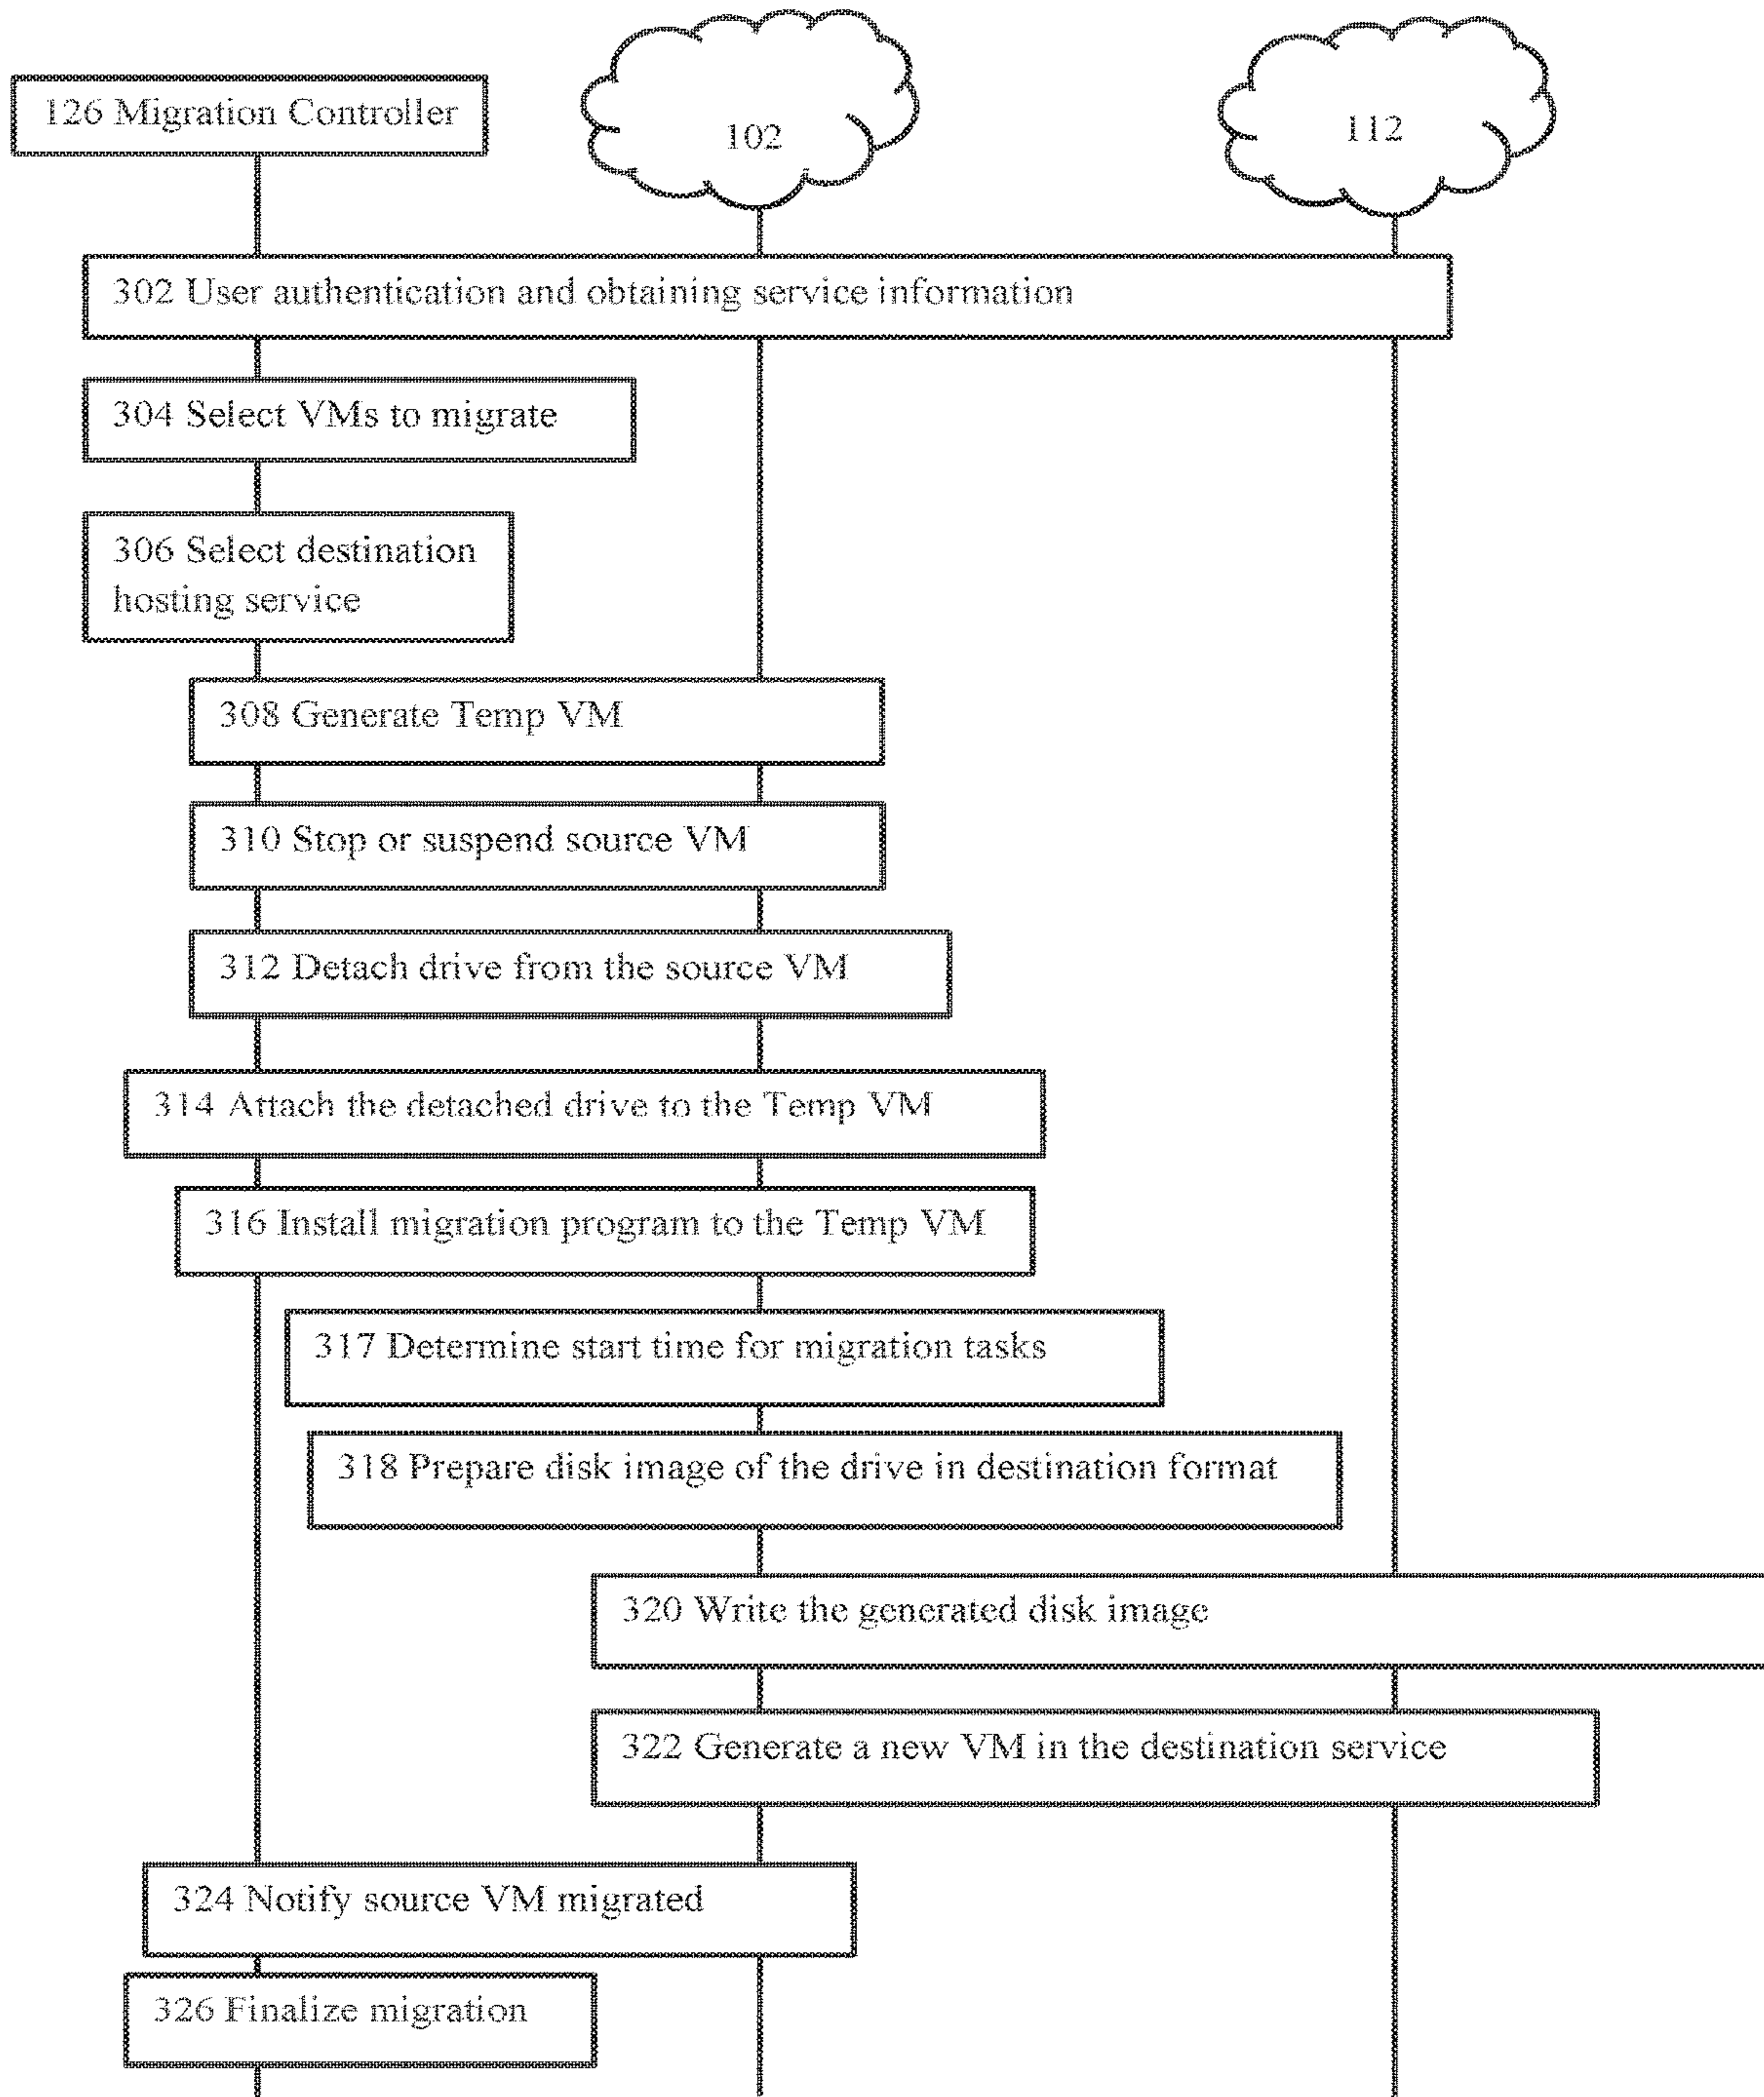 126 Migration Controller
102
112
302 User authentication and obtaining service information
304 Select VMs to migrate
306 Select destination
hosting service
308 Generate Temp VM
310 Stop or suspend source VM
312 Detach drive from the source VM
314 Attach the detached drive to the Temp VM
316 Install migration program to the Temp VM
317 Determine start time for migration tasks
318 Prepare disk image of the drive in destination format
320 Write the generated disk image
322 Generate a new VM in the destination service
324 Notify source VM migrated
326 Finalize migration